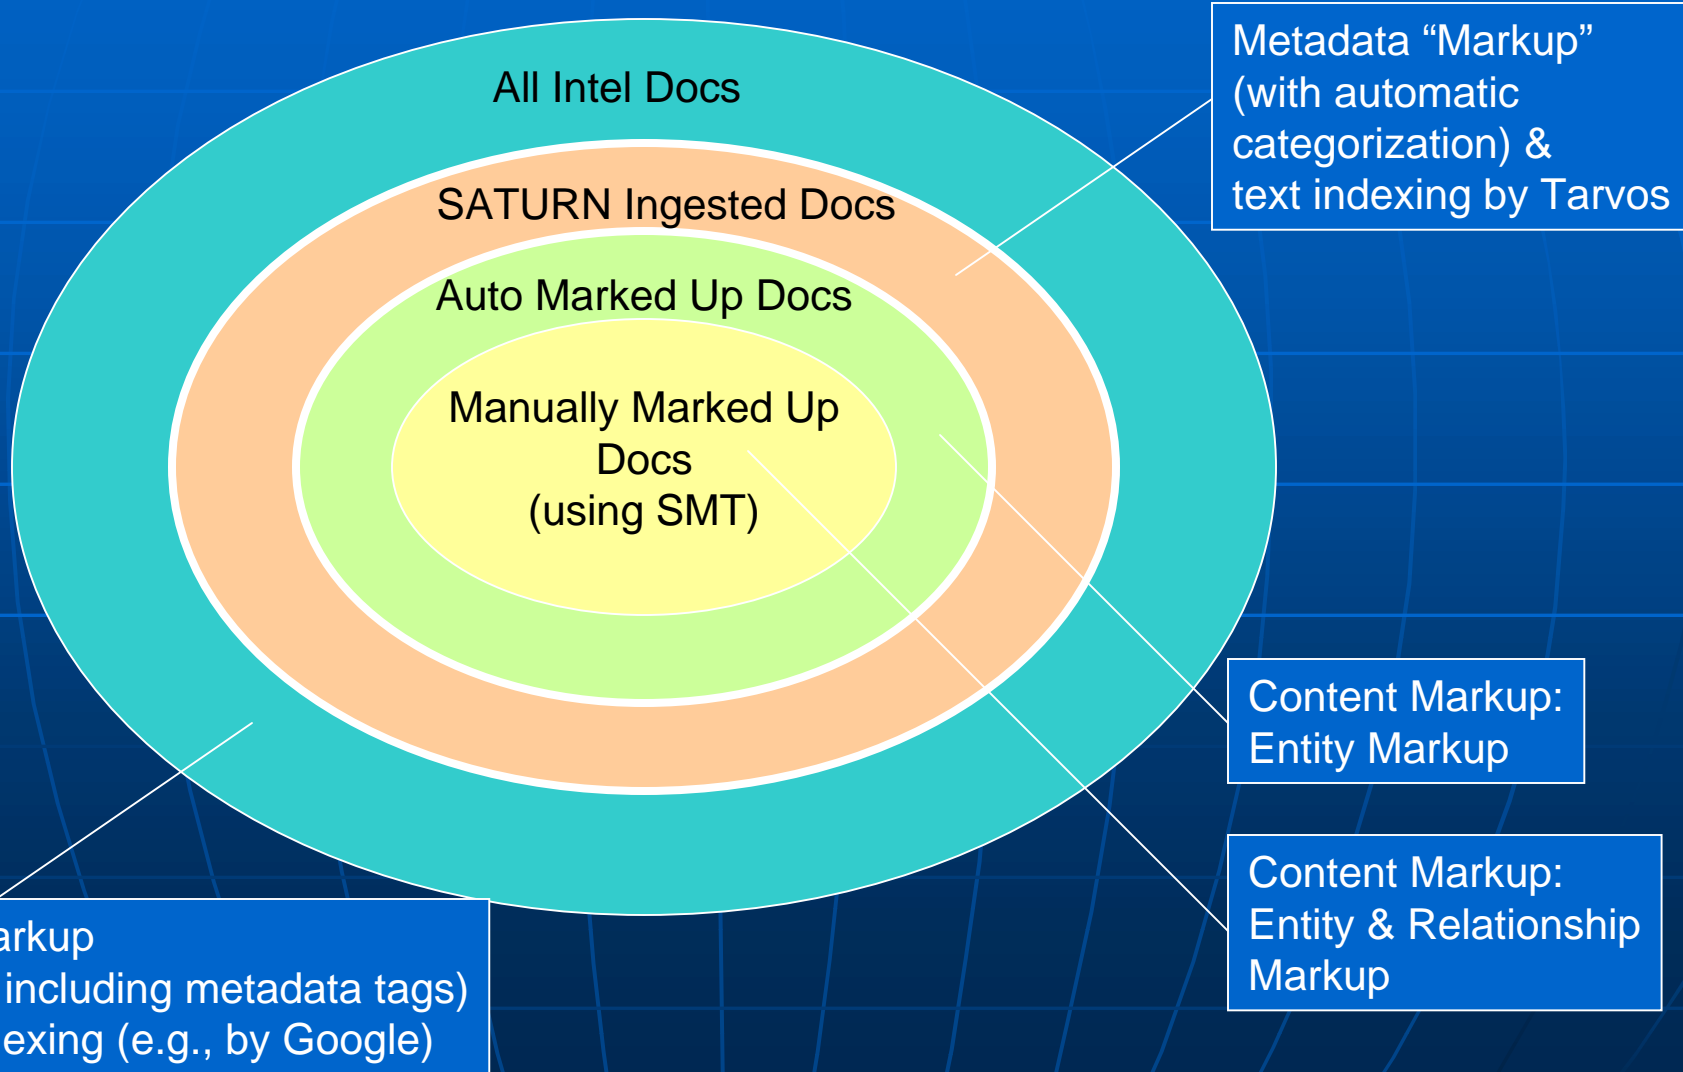 All Intel Docs
SATURN Ingested Docs
Auto Marked Up Docs
Manually Marked Up
Docs
(using SMT)
Metadata “Markup”
(with automatic
categorization) &
text indexing by Tarvos
Content Markup:
Entity Markup
Content Markup:
Entity & Relationship
Markup
including metadata tags)
(e.g., by Google)